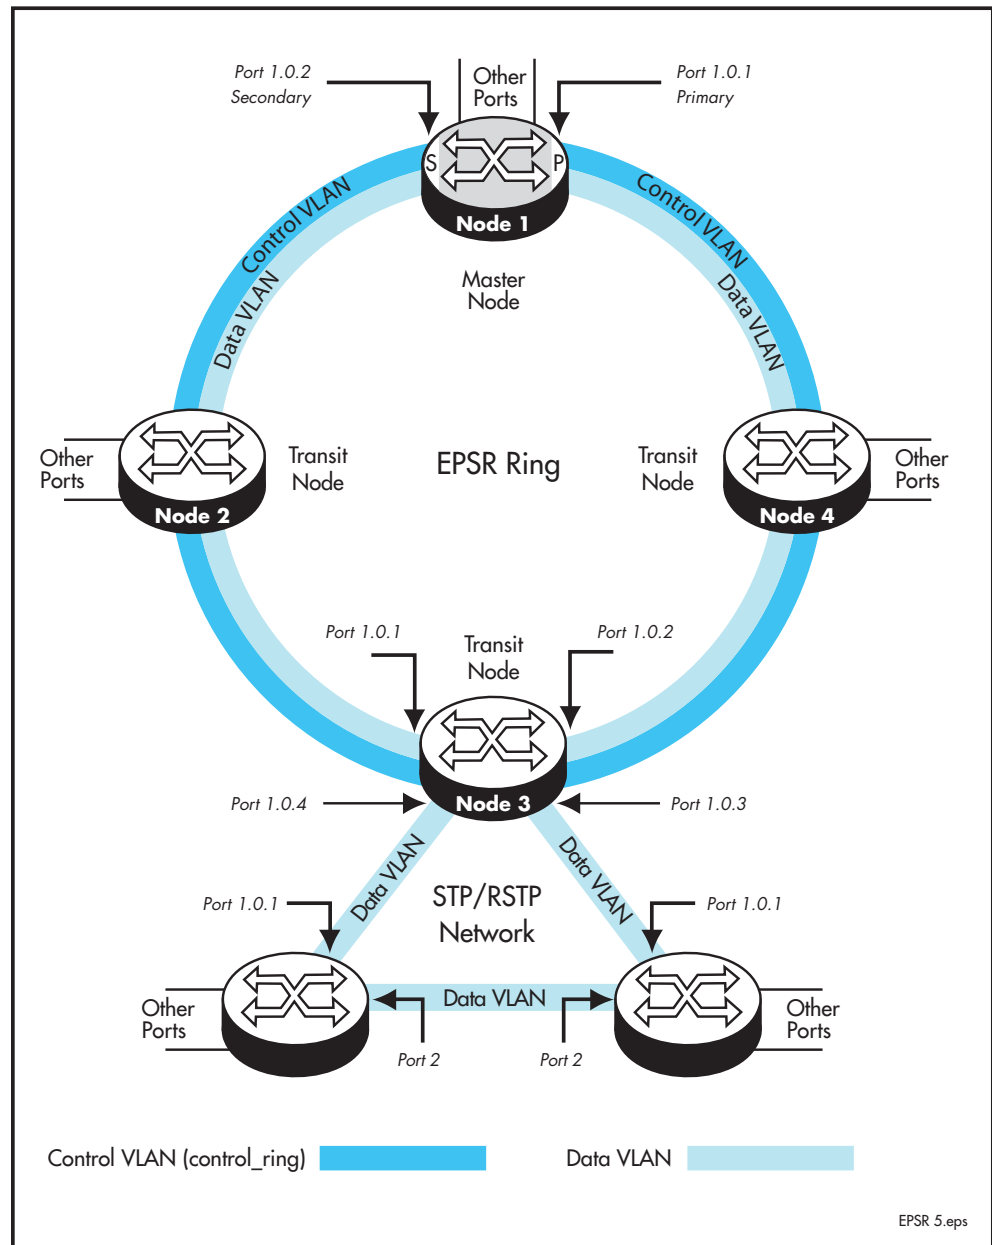 Port 1.0.2
Secondary
Other
Ports
Port 1.0.1
Primary
S
P
Node 1
Control VLAN
Data VLAN
Control VLAN
Data VLAN
Master
Node
Other
Ports
Node 2
Transit
Node
EPSR Ring
Transit
Node
Node 4
Other
Ports
Port 1.0.1
Transit
Node
Port 1.0.2
Node 3
Port 1.0.4
Port 1.0.3
Data VLAN
Data VLAN
STP/RSTP
Network
Port 1.0.1
Port 1.0.1
Other
Ports
Data VLAN
Other
Ports
Port 2
Port 2
Control VLAN (control_ring)
Data VLAN
EPSR 5.eps